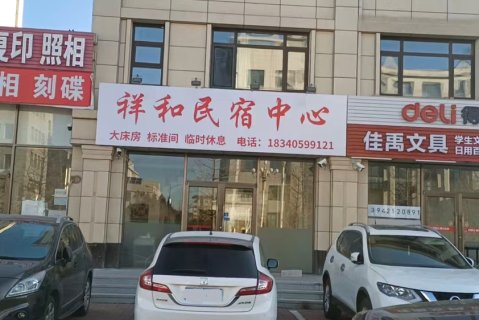 复印 照相
相 刻碟
祥和民宿中心
大床房 标准间 临时休息 电话：18340599121
deli
佳禹文具
学生文
日用百